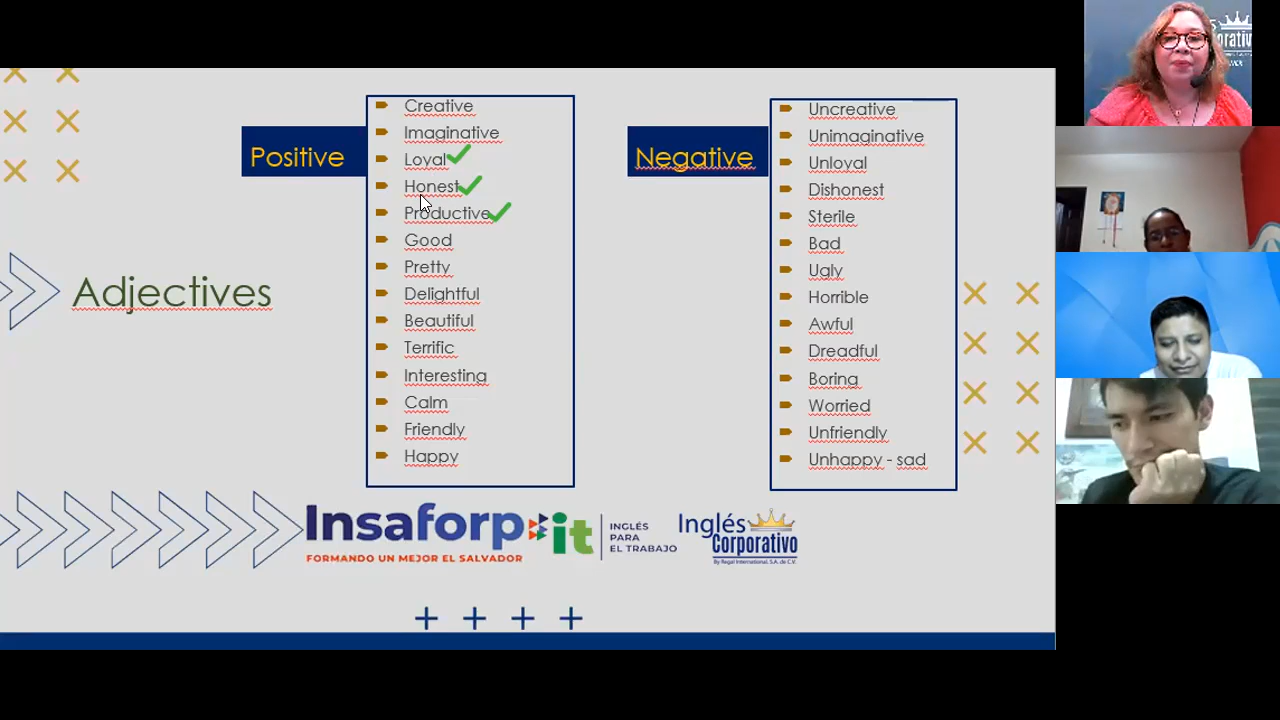 Adjectives
Positive
Creative
Imaginative
Loyal
Honest
Productive
Good
Pretty
Delightful
Beautiful
Terrific
Interesting
Calm
Friendly
Happy
Negative
Uncreative
Unimaginative
Unloyal
Dishonest
Sterile
Bad
Ugly
Horrible
Awful
Dreadful
Boring
Worried
Unfriendly
Unhappy - sad
Insaforp
FORMANDO UN MEJOR EL SALVADOR
it
INGLÉS
PARA
EL TRABAJO
Inglés
Corporativo
By Regal International, S.A. de C.V.